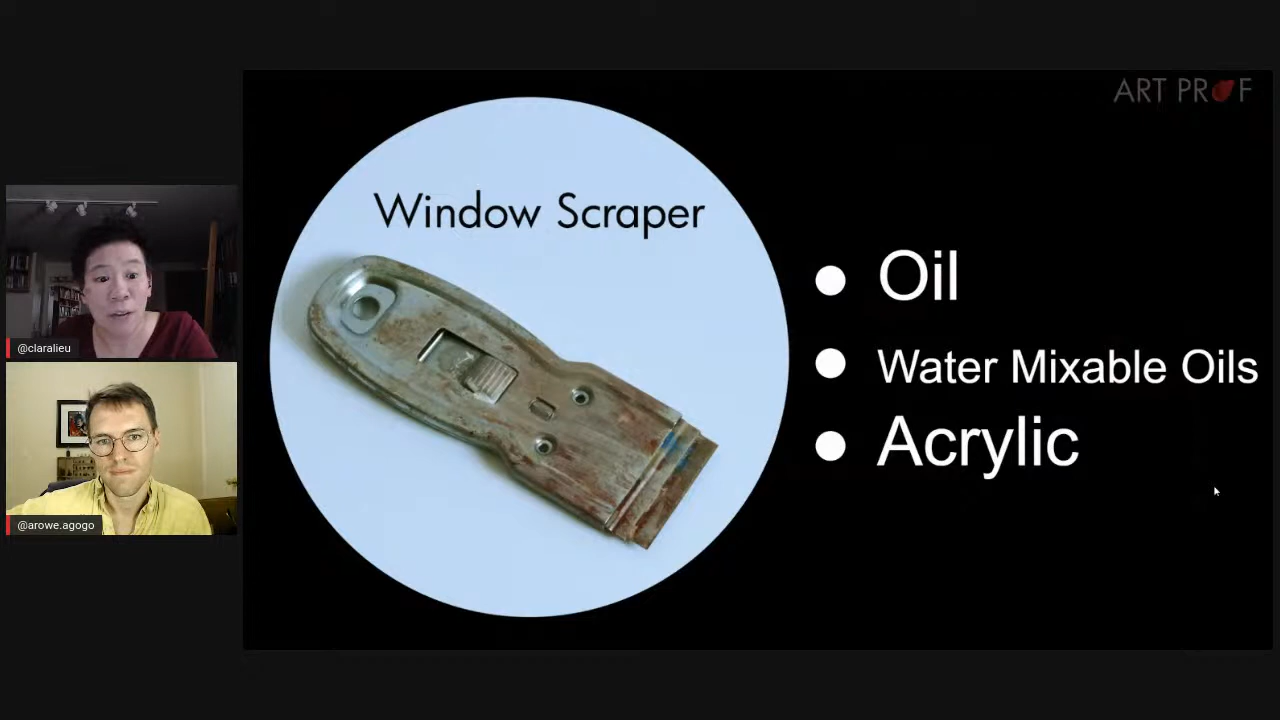 ART PROF
Window Scraper
Oil
Water Mixable Oils
Acrylic
@claralieu
@arowe.agogo